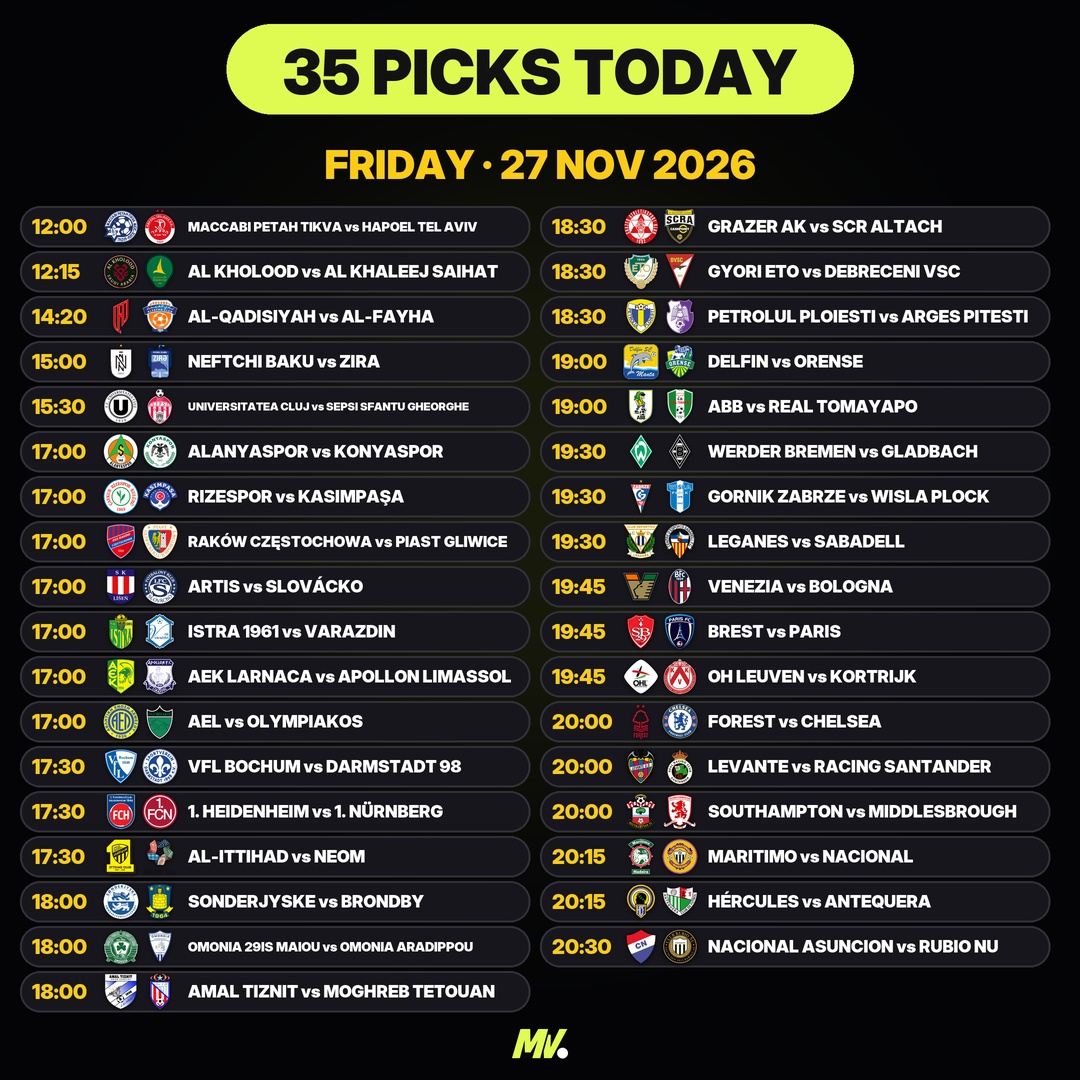 35 PICKS TODAY
FRIDAY · 27 NOV 2026
12:00 MACCABI PETAH TIKVA vs HAPOEL TEL AVIV
12:15 AL KHOLOOD vs AL KHALEEJ SAIHAT
14:20 AL-QADISIYAH vs AL-FAYHA
15:00 NEFTCHI BAKU vs ZIRA
15:30 UNIVERSITATEA CLUJ vs SEPSI SFANTU GHEORGHE
17:00 ALANYASPOR vs KONYASPOR
17:00 RIZESPOR vs KASIMPAŞA
17:00 RAKÓW CZĘSTOCHOWA vs PIAST GLIWICE
17:00 ARTIS vs SLOVÁCKO
17:00 ISTRA 1961 vs VARAZDIN
17:00 AEK LARNACA vs APOLLON LIMASSOL
17:00 AEL vs OLYMPIAKOS
17:30 VFL BOCHUM vs DARMSTADT 98
17:30 1. HEIDENHEIM vs 1. NÜRNBERG
17:30 AL-ITTIHAD vs NEOM
18:00 SONDERJYSKE vs BRONDBY
18:00 OMONIA 29IS MAIOU vs OMONIA ARADIPPOU
18:00 AMAL TIZNIT vs MOGHREB TETOUAN
18:30 GRAZER AK vs SCR ALTACH
18:30 GYORI ETO vs DEBRECENI VSC
18:30 PETROLUL PLOIESTI vs ARGES PITESTI
19:00 DELFIN vs ORENSE
19:00 ABB vs REAL TOMAYAPO
19:30 WERDER BREMEN vs GLADBACH
19:30 GORNIK ZABRZE vs WISLA PLOCK
19:30 LEGANES vs SABADELL
19:45 VENEZIA vs BOLOGNA
19:45 BREST vs PARIS
19:45 OH LEUVEN vs KORTRIJK
20:00 FOREST vs CHELSEA
20:00 LEVANTE vs RACING SANTANDER
20:00 SOUTHAMPTON vs MIDDLESBROUGH
20:15 MARITIMO vs NACIONAL
20:15 HÉRCULES vs ANTEQUERA
20:30 NACIONAL ASUNCION vs RUBIO NU
MV.